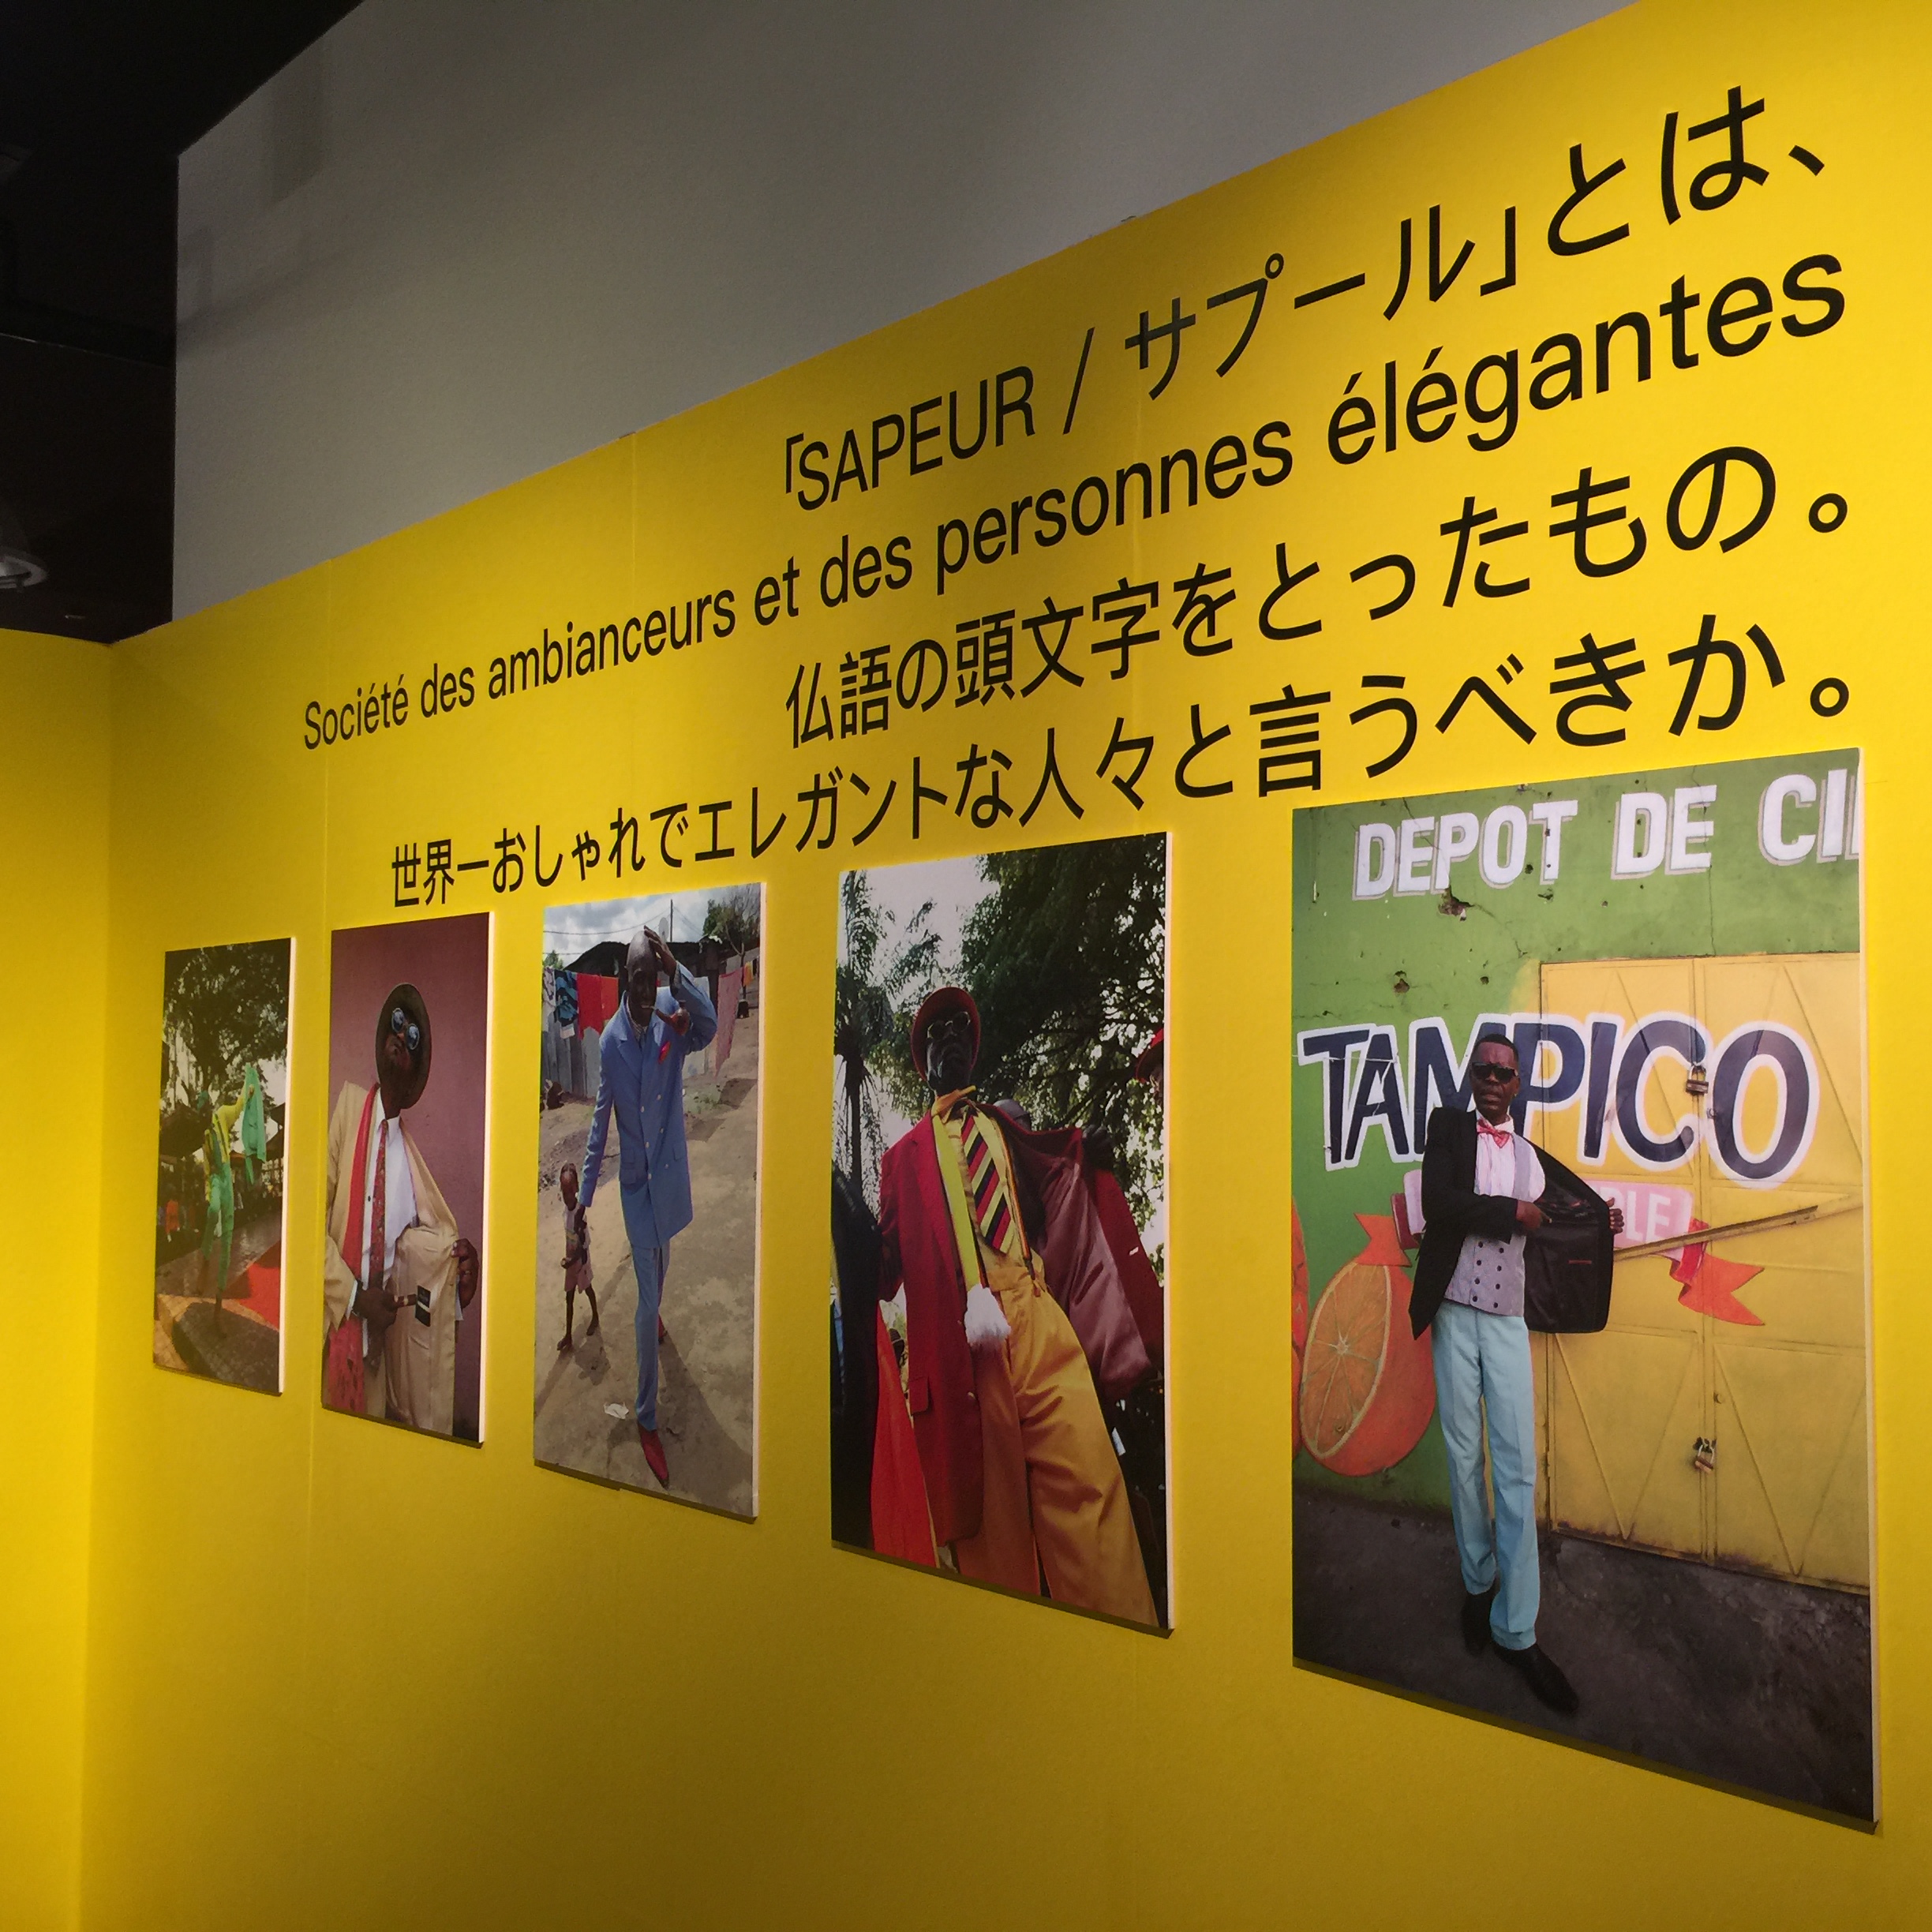 「SAPEUR / サプール」とは、
Société des ambianceurs et des personnes élégantes
仏語の頭文字をとったもの。
世界一おしゃれでエレガントな人々と言うべきか。
DEPOT DE
TAMPICO